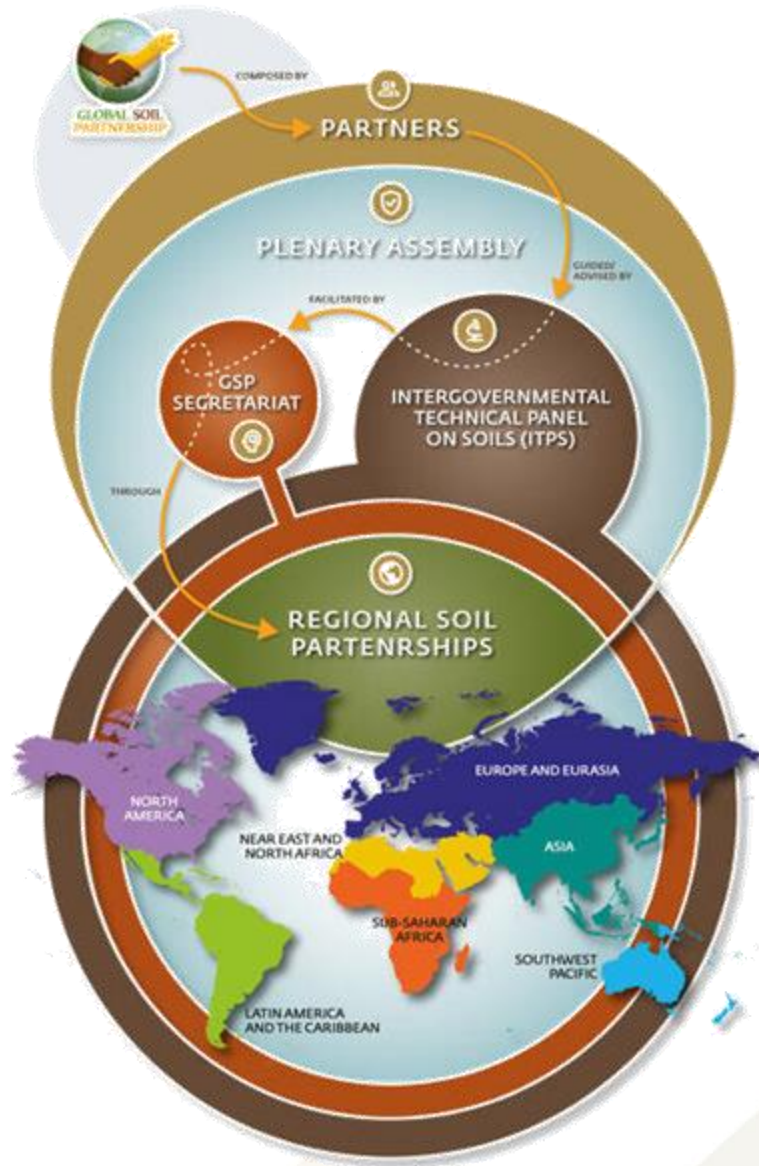 GLOBAL SOIL
PARTNERSHIP
COMPOSED BY
PARTNERS
PLENARY ASSEMBLY
GUIDED/
ADVISED BY
FACILITATED BY
GSP
SECRETARIAT
INTERGOVERNMENTAL
TECHNICAL PANEL
ON SOILS (ITPS)
THROUGH
REGIONAL SOIL
PARTENRSHIPS
EUROPE AND EURASIA
NORTH
AMERICA
NEAR EAST AND
NORTH AFRICA
ASIA
SUB-SAHARAN
AFRICA
SOUTHWEST
PACIFIC
LATIN AMERICA
AND THE CARIBBEAN